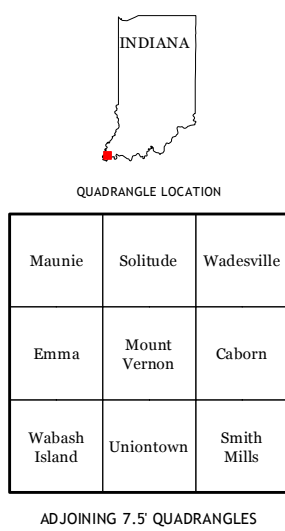 INDIANA
QUADRANGLE LOCATION
Maunie Solitude Wadesville
Emma Mount Vernon Caborn
Wabash Island Uniontown Smith Mills
ADJOINING 7.5' QUADRANGLES